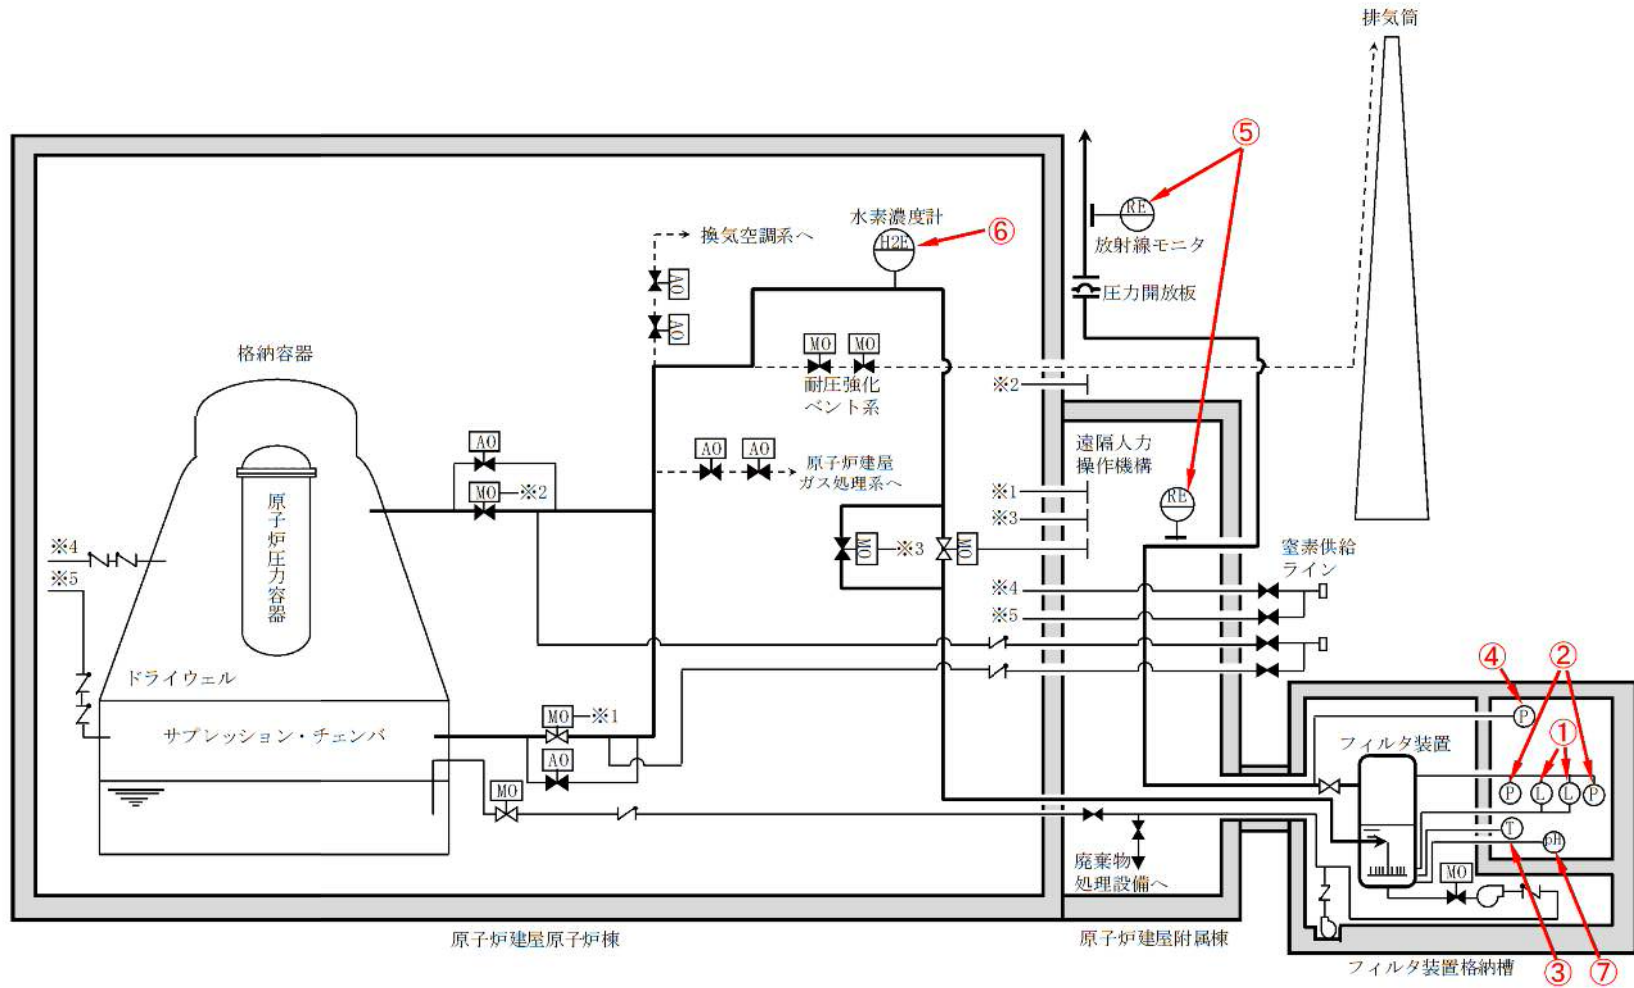 排気筒
⑤
水素濃度計
H2E
⑥
RE
放射線モニタ
換気空調系へ
AO
AO
圧力開放板
格納容器
MO
MO
耐圧強化
ベント系
※2
遠隔人力
操作機構
AO
AO
AO
原子炉建屋
ガス処理系へ
MO
※2
※1
※3
RE
原子炉圧力容器
※4
※5
MO
※3
MO
窒素供給
ライン
※4
※5
④
②
ドライウェル
P
①
MO
※1
サプレッション・チェンバ
フィルタ装置
AO
MO
P
L
L
P
T
pH
廃棄物
処理設備へ
MO
原子炉建屋原子炉棟
原子炉建屋附属棟
フィルタ装置格納槽
③
⑦